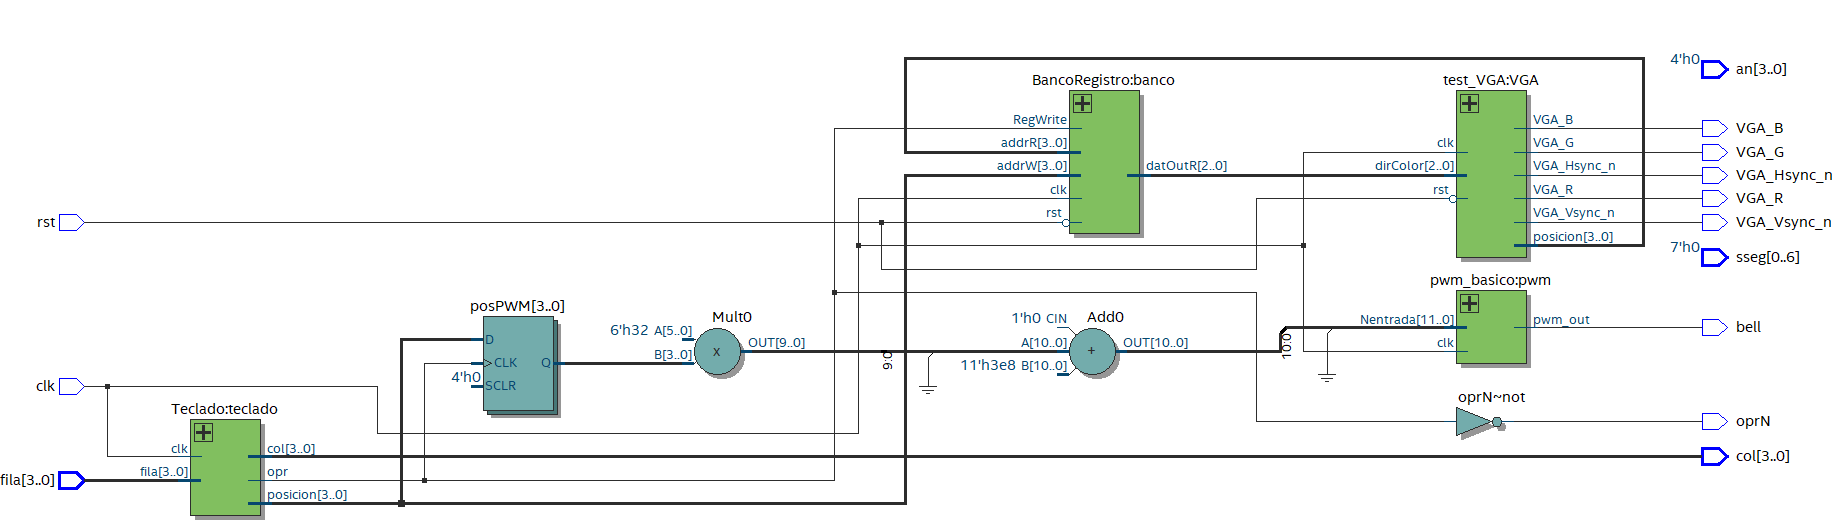 4'h0
an[3..0]
BancoRegistro:banco
test_VGA:VGA
RegWrite
VGA_B
VGA_B
addrR[3..0]
clk
VGA_G
VGA_G
addrW[3..0]
datOutR[2..0]
dirColor[2..0]
VGA_Hsync_n
VGA_Hsync_n
clk
rst
VGA_R
VGA_R
rst
rst
VGA_Vsync_n
VGA_Vsync_n
posicion[3..0]
7'h0
sseg[0..6]
pwm_basico:pwm
posPWM[3..0]
Mult0
Add0
6'h32 A[5..0]
1'h0 CIN
Nentrada[11..0]
pwm_out
bell
D
OUT[9..0]
A[10..0]
OUT[10..0]
clk
10:0
B[3..0]
x
9:0
+
CLK
Q
11'h3e8 B[10..0]
4'h0
SCLR
clk
oprN~not
Teclado:teclado
oprN
clk
col[3..0]
col[3..0]
fila[3..0]
fila[3..0]
opr
posicion[3..0]